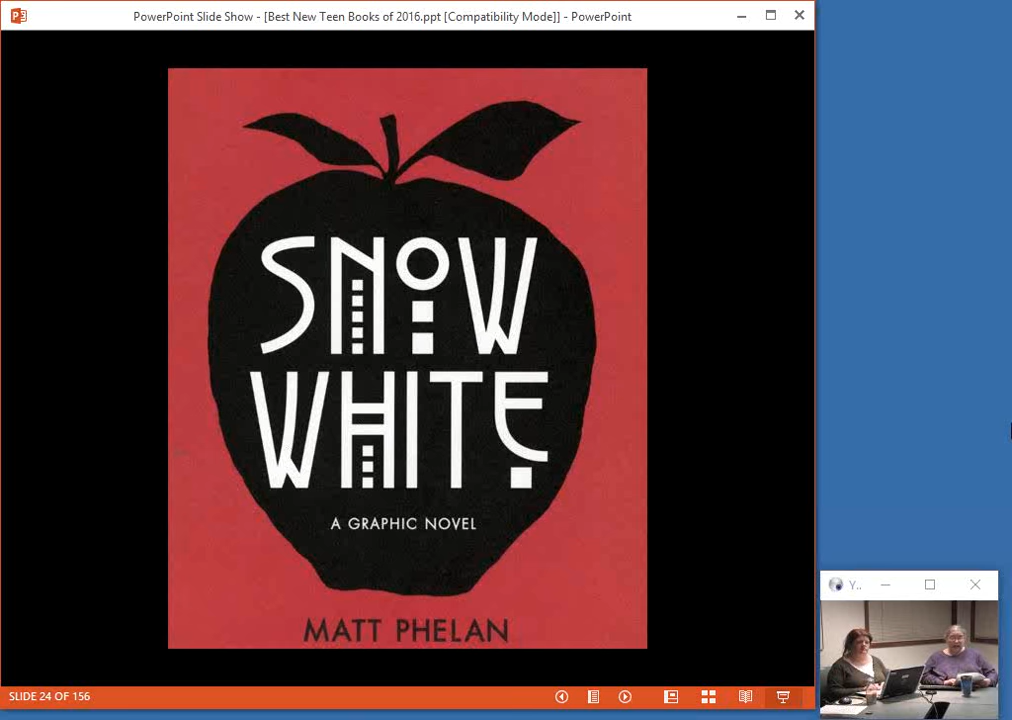 PowerPoint Slide Show - [Best New Teen Books of 2016.ppt [Compatibility Mode]] - PowerPoint
SNOW
WHITE
A GRAPHIC NOVEL
MATT PHELAN
Y..
SLIDE 24 OF 156